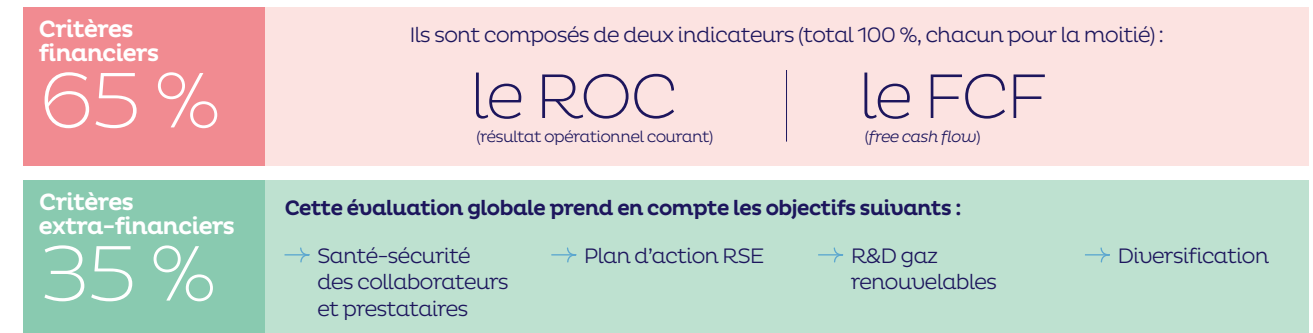 Critères
financiers
65 %
Ils sont composés de deux indicateurs (total 100 %, chacun pour la moitié) :
le ROC
(résultat opérationnel courant)
le FCF
(free cash flow)
Critères
extra-financiers
35 %
Cette évaluation globale prend en compte les objectifs suivants :
→ Santé-sécurité
des collaborateurs
et prestataires
→ Plan d’action RSE
→ R&D gaz
renouvelables
→ Diversification